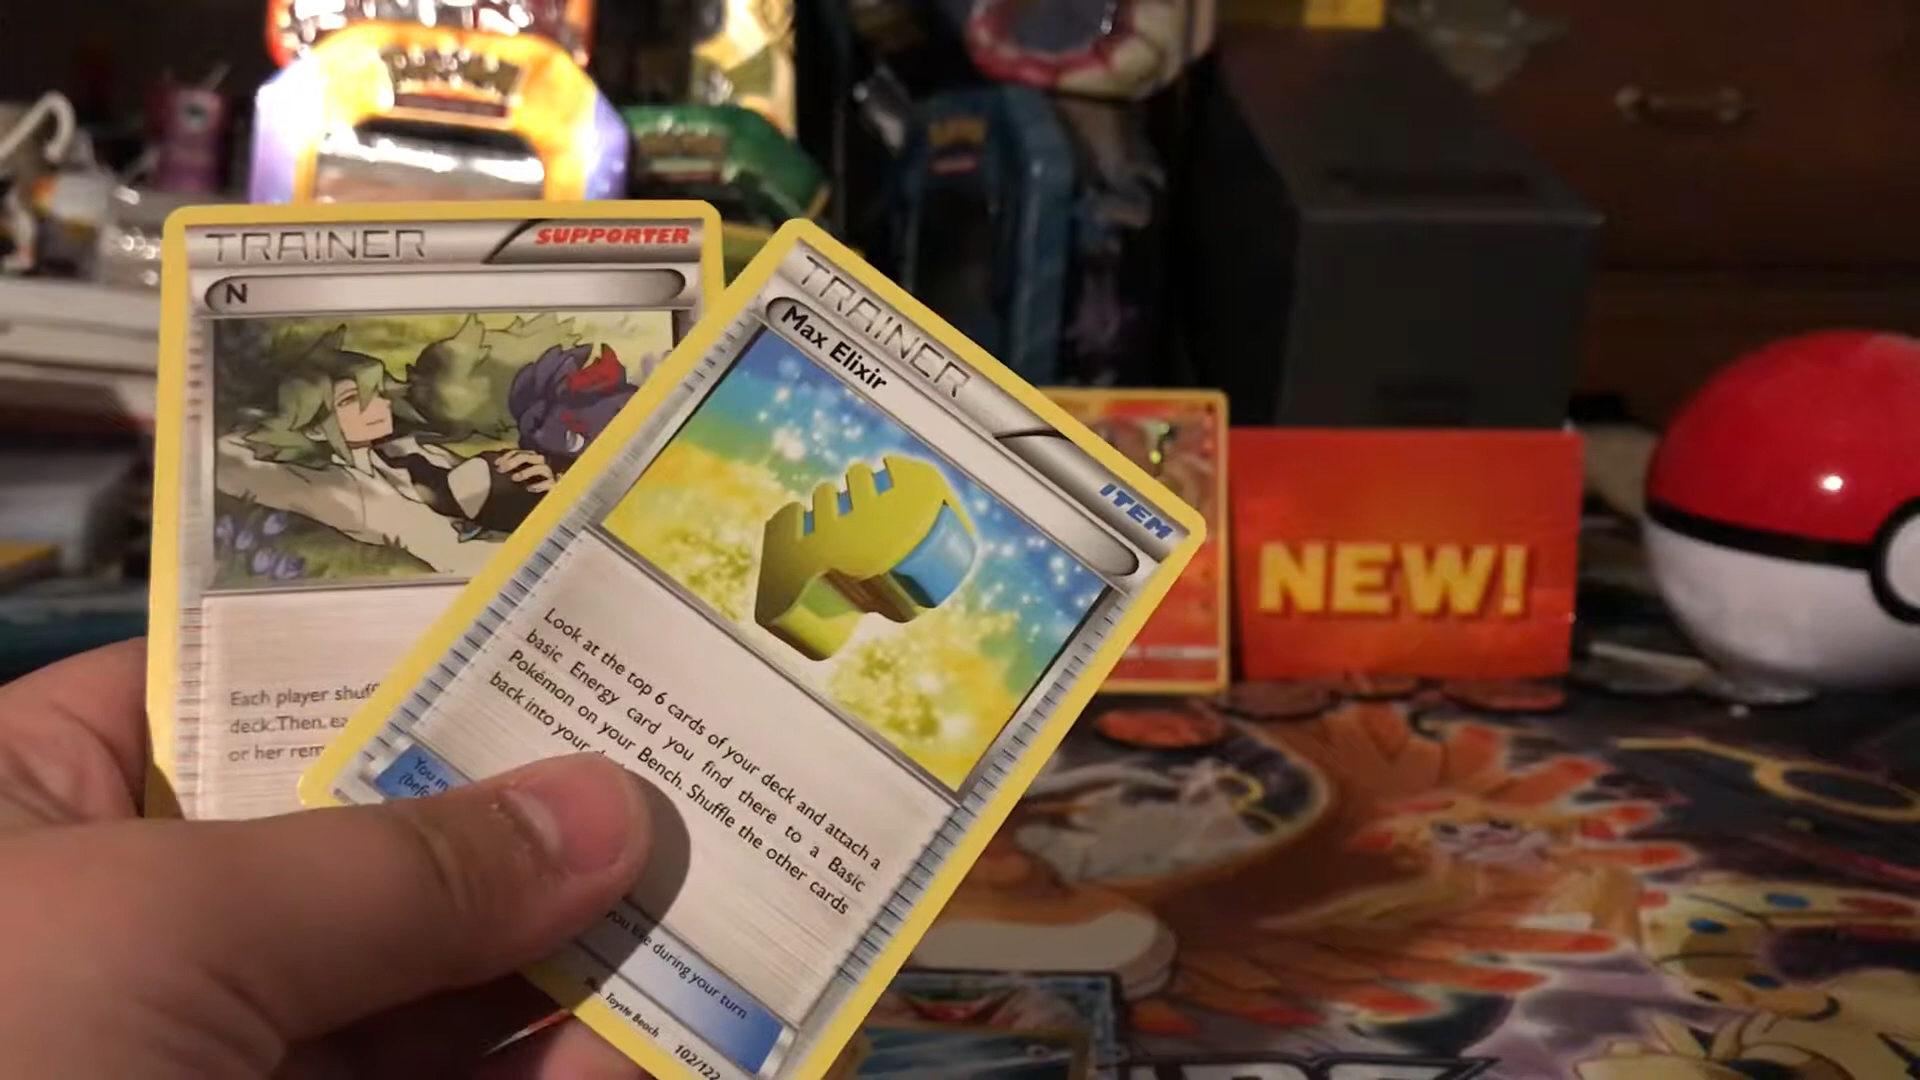 TRAINER
SUPPORTER
N
Each player shuff
deck. Then, ea
or her rem
TRAINER
Max Elixir
ITEM
Look at the top 6 cards of your deck and attach a
basic Energy card you find there to a Basic
Pokémon on your Bench. Shuffle the other cards
back into your
You m
(befo
you like during your turn
Toyste Beach
102/122
NEW!